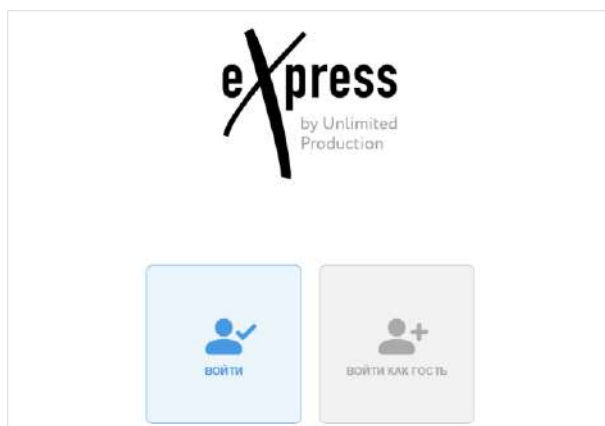 eXpress
by Unlimited
Production
ВОЙТИ
ВОЙТИ КАК ГОСТЬ